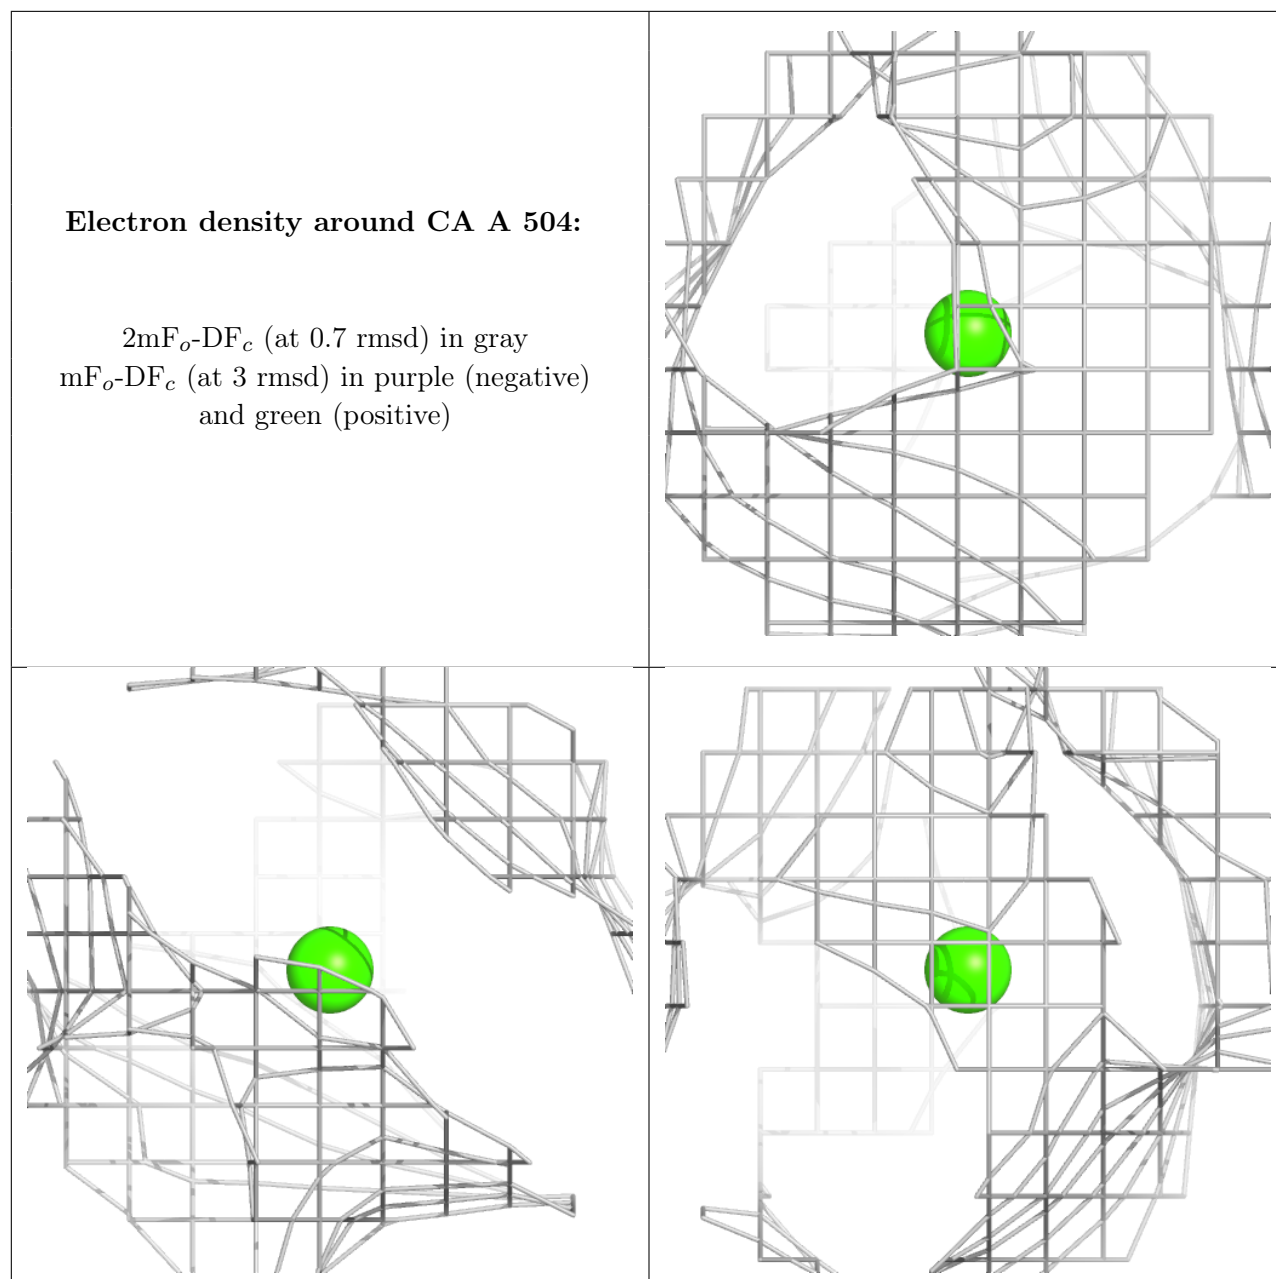 Electron density around CA A 504:
2mFo-DFc (at 0.7 rmsd) in gray
mFo-DFc (at 3 rmsd) in purple (negative)
and green (positive)